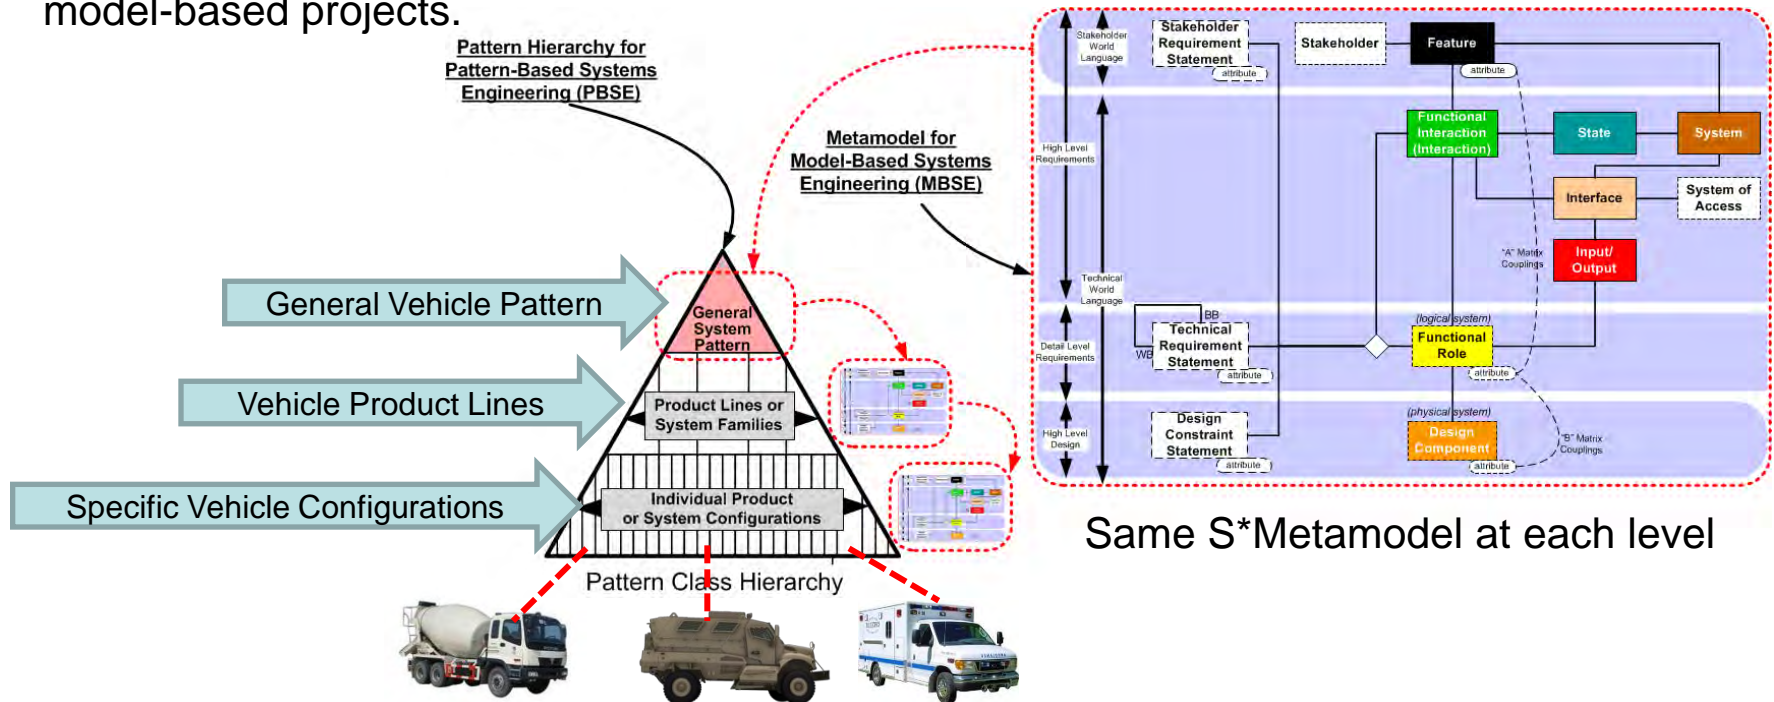 model-based projects.
Pattern Hierarchy for
Pattern-Based Systems
Engineering (PBSE)
Metamodel for
Model-Based Systems
Engineering (MBSE)
General Vehicle Pattern
Vehicle Product Lines
Specific Vehicle Configurations
General
System
Pattern
Product Lines or
System Families
Individual Product
or System Configurations
Pattern Class Hierarchy
Stakeholder
World
Language
High Level
Requirements
Technical
World
Language
Detail Level
Requirements
High Level
Design
Stakeholder
Requirement
Statement
attribute
Stakeholder
Feature
attribute
Functional
Interaction
(Interaction)
State
System
Interface
System of
Access
"A" Matrix
Couplings
Input/
Output
BB
WB
Technical
Requirement
Statement
attribute
(logical system)
Functional
Role
attribute
Design
Constraint
Statement
attribute
(physical system)
Design
Component
attribute
"B" Matrix
Couplings
Same S*Metamodel at each level